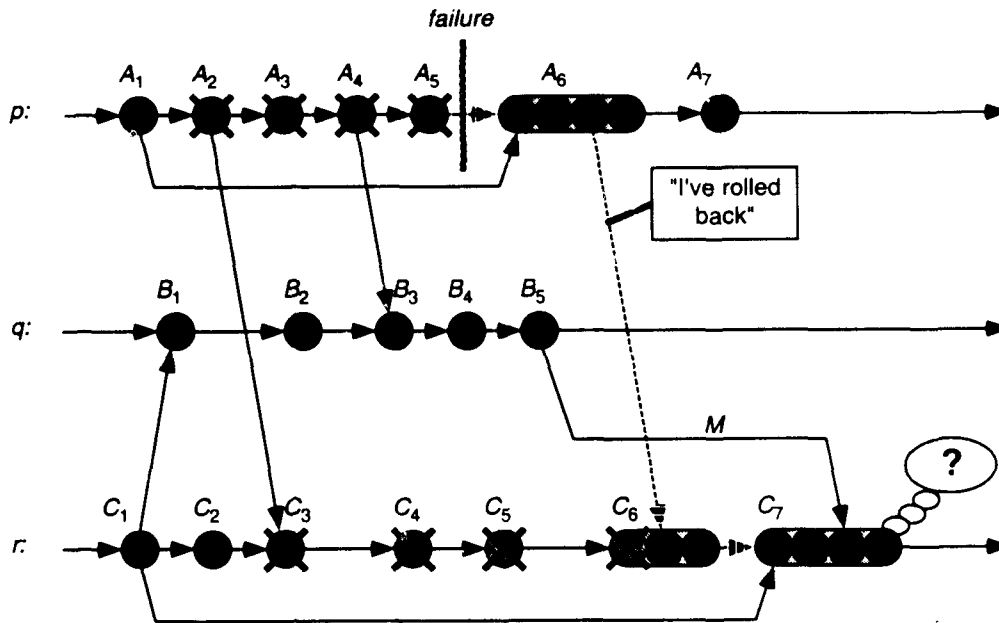 failure
A1 A2 A3 A4 A5 A6 A7
p:
"I've rolled
back"
B1 B2 B3 B4 B5
q:
M
?
C1 C2 C3 C4 C5 C6 C7
r: